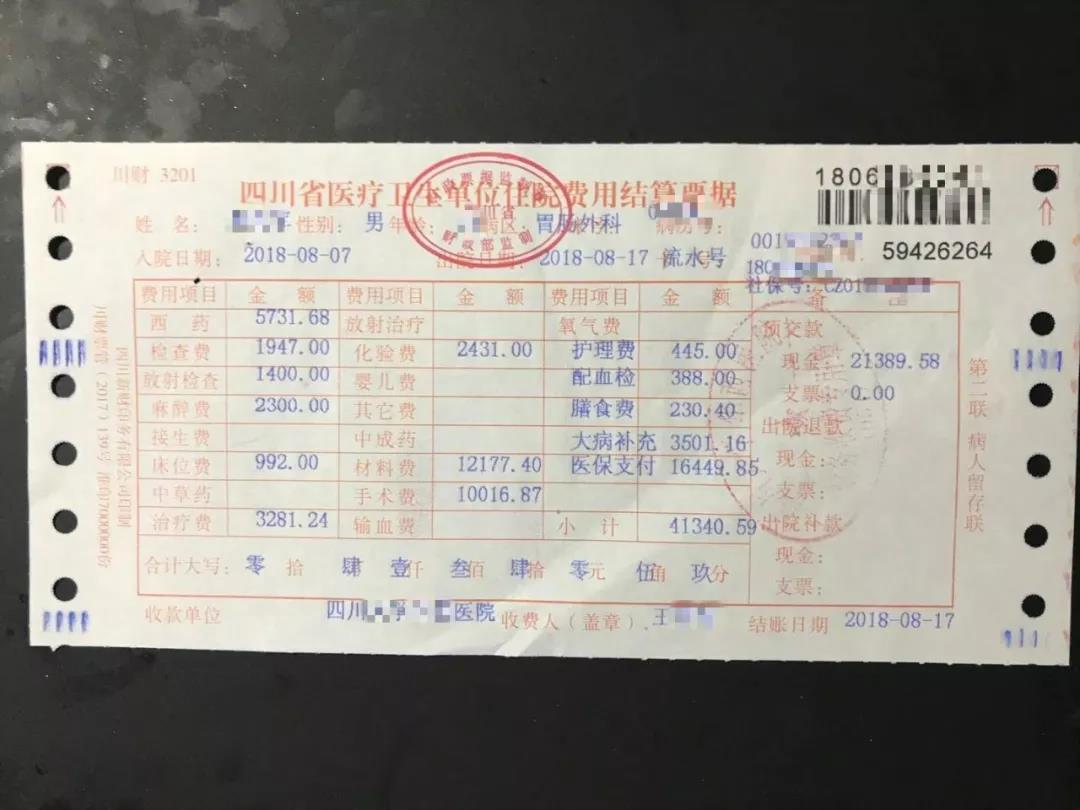 川财 3201
四川省医疗卫生单位住院费用结算票据
1806
姓名: 性别: 男 年龄: 病区: 胃肠外科
59426264
入院日期: 2018-08-07 出院日期: 2018-08-17 流水号
社保号: CZ01
费用项目 金 额 费用项目 金 额 费用项目 金 额
西 药 5731.68 放射治疗 氧气费 预交款
检查费 1947.00 化验费 2431.00 护理费 445.00 现金: 21389.58
放射检查 1400.00 婴儿费 配血检 388.00 支票: 0.00
麻醉费 2300.00 其它费 膳食费 230.40 出院退款
接生费 中成药 大病补充 3501.16 现金:
床位费 992.00 材料费 12177.40 医保支付 16449.85
中草药 手术费 10016.87 支票:
治疗费 3281.24 输血费 小 计 41340.59 出院补款
合计大写: 零拾 肆 壹仟 叁佰 肆拾 零元 伍角 玖分 现金:
支票:
收款单位 四川 医院 收费人(盖章) 王 结账日期 2018-08-17
第二联 病人留存联